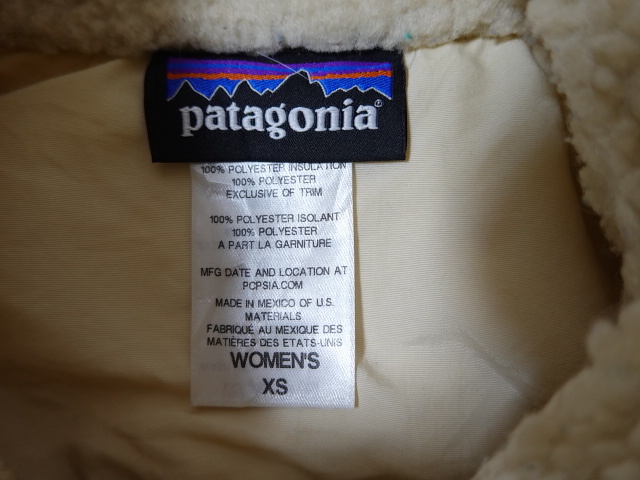 patagonia®
100% POLYESTER INSULATION
100% POLYESTER
EXCLUSIVE OF TRIM
100% POLYESTER ISOLANT
100% POLYESTER
A PART LA GARNITURE
MFG DATE AND LOCATION AT
PCPSIA.COM
MADE IN MEXICO OF U.S.
MATERIALS
FABRIQUÉ AU MEXIQUE DES
MATIÈRES DES ETATS-UNIS
WOMEN'S
XS